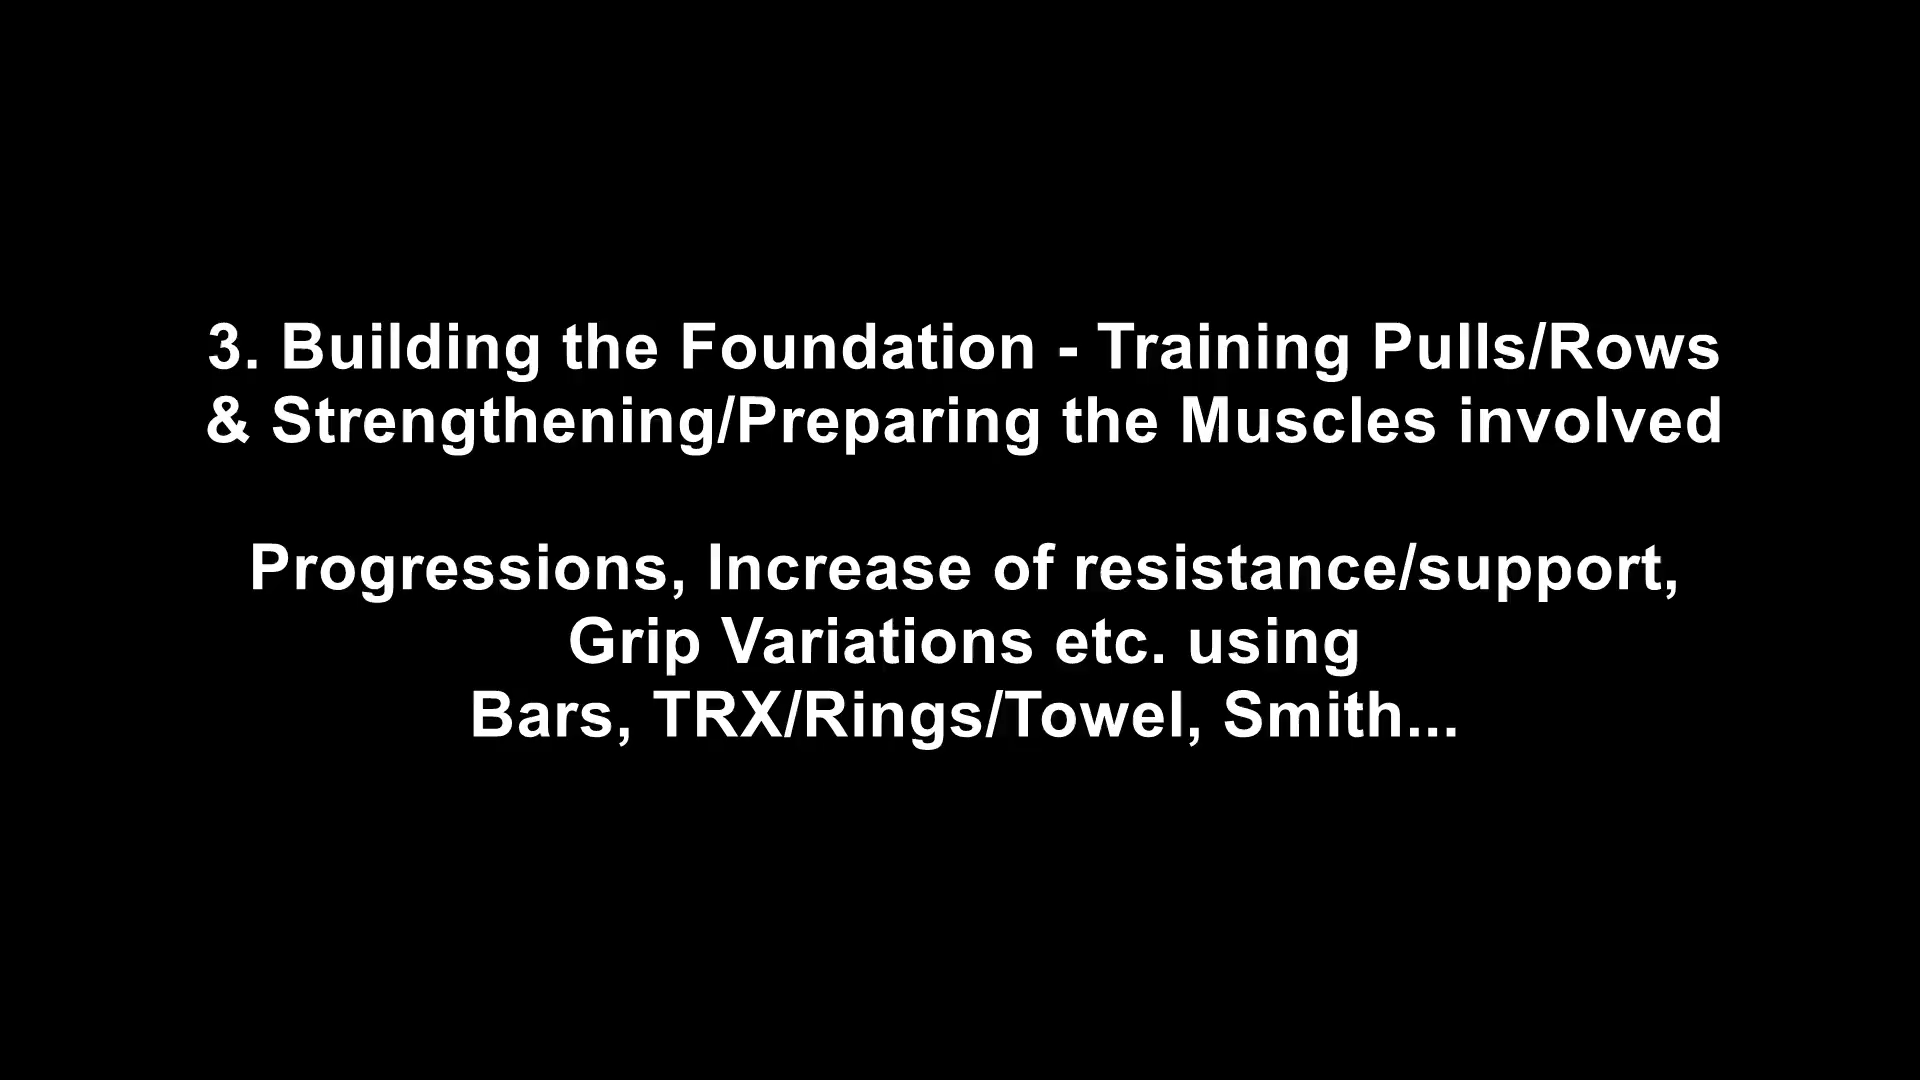 3. Building the Foundation - Training Pulls/Rows
& Strengthening/Preparing the Muscles involved
Progressions, Increase of resistance/support,
Grip Variations etc. using
Bars, TRX/Rings/Towel, Smith...